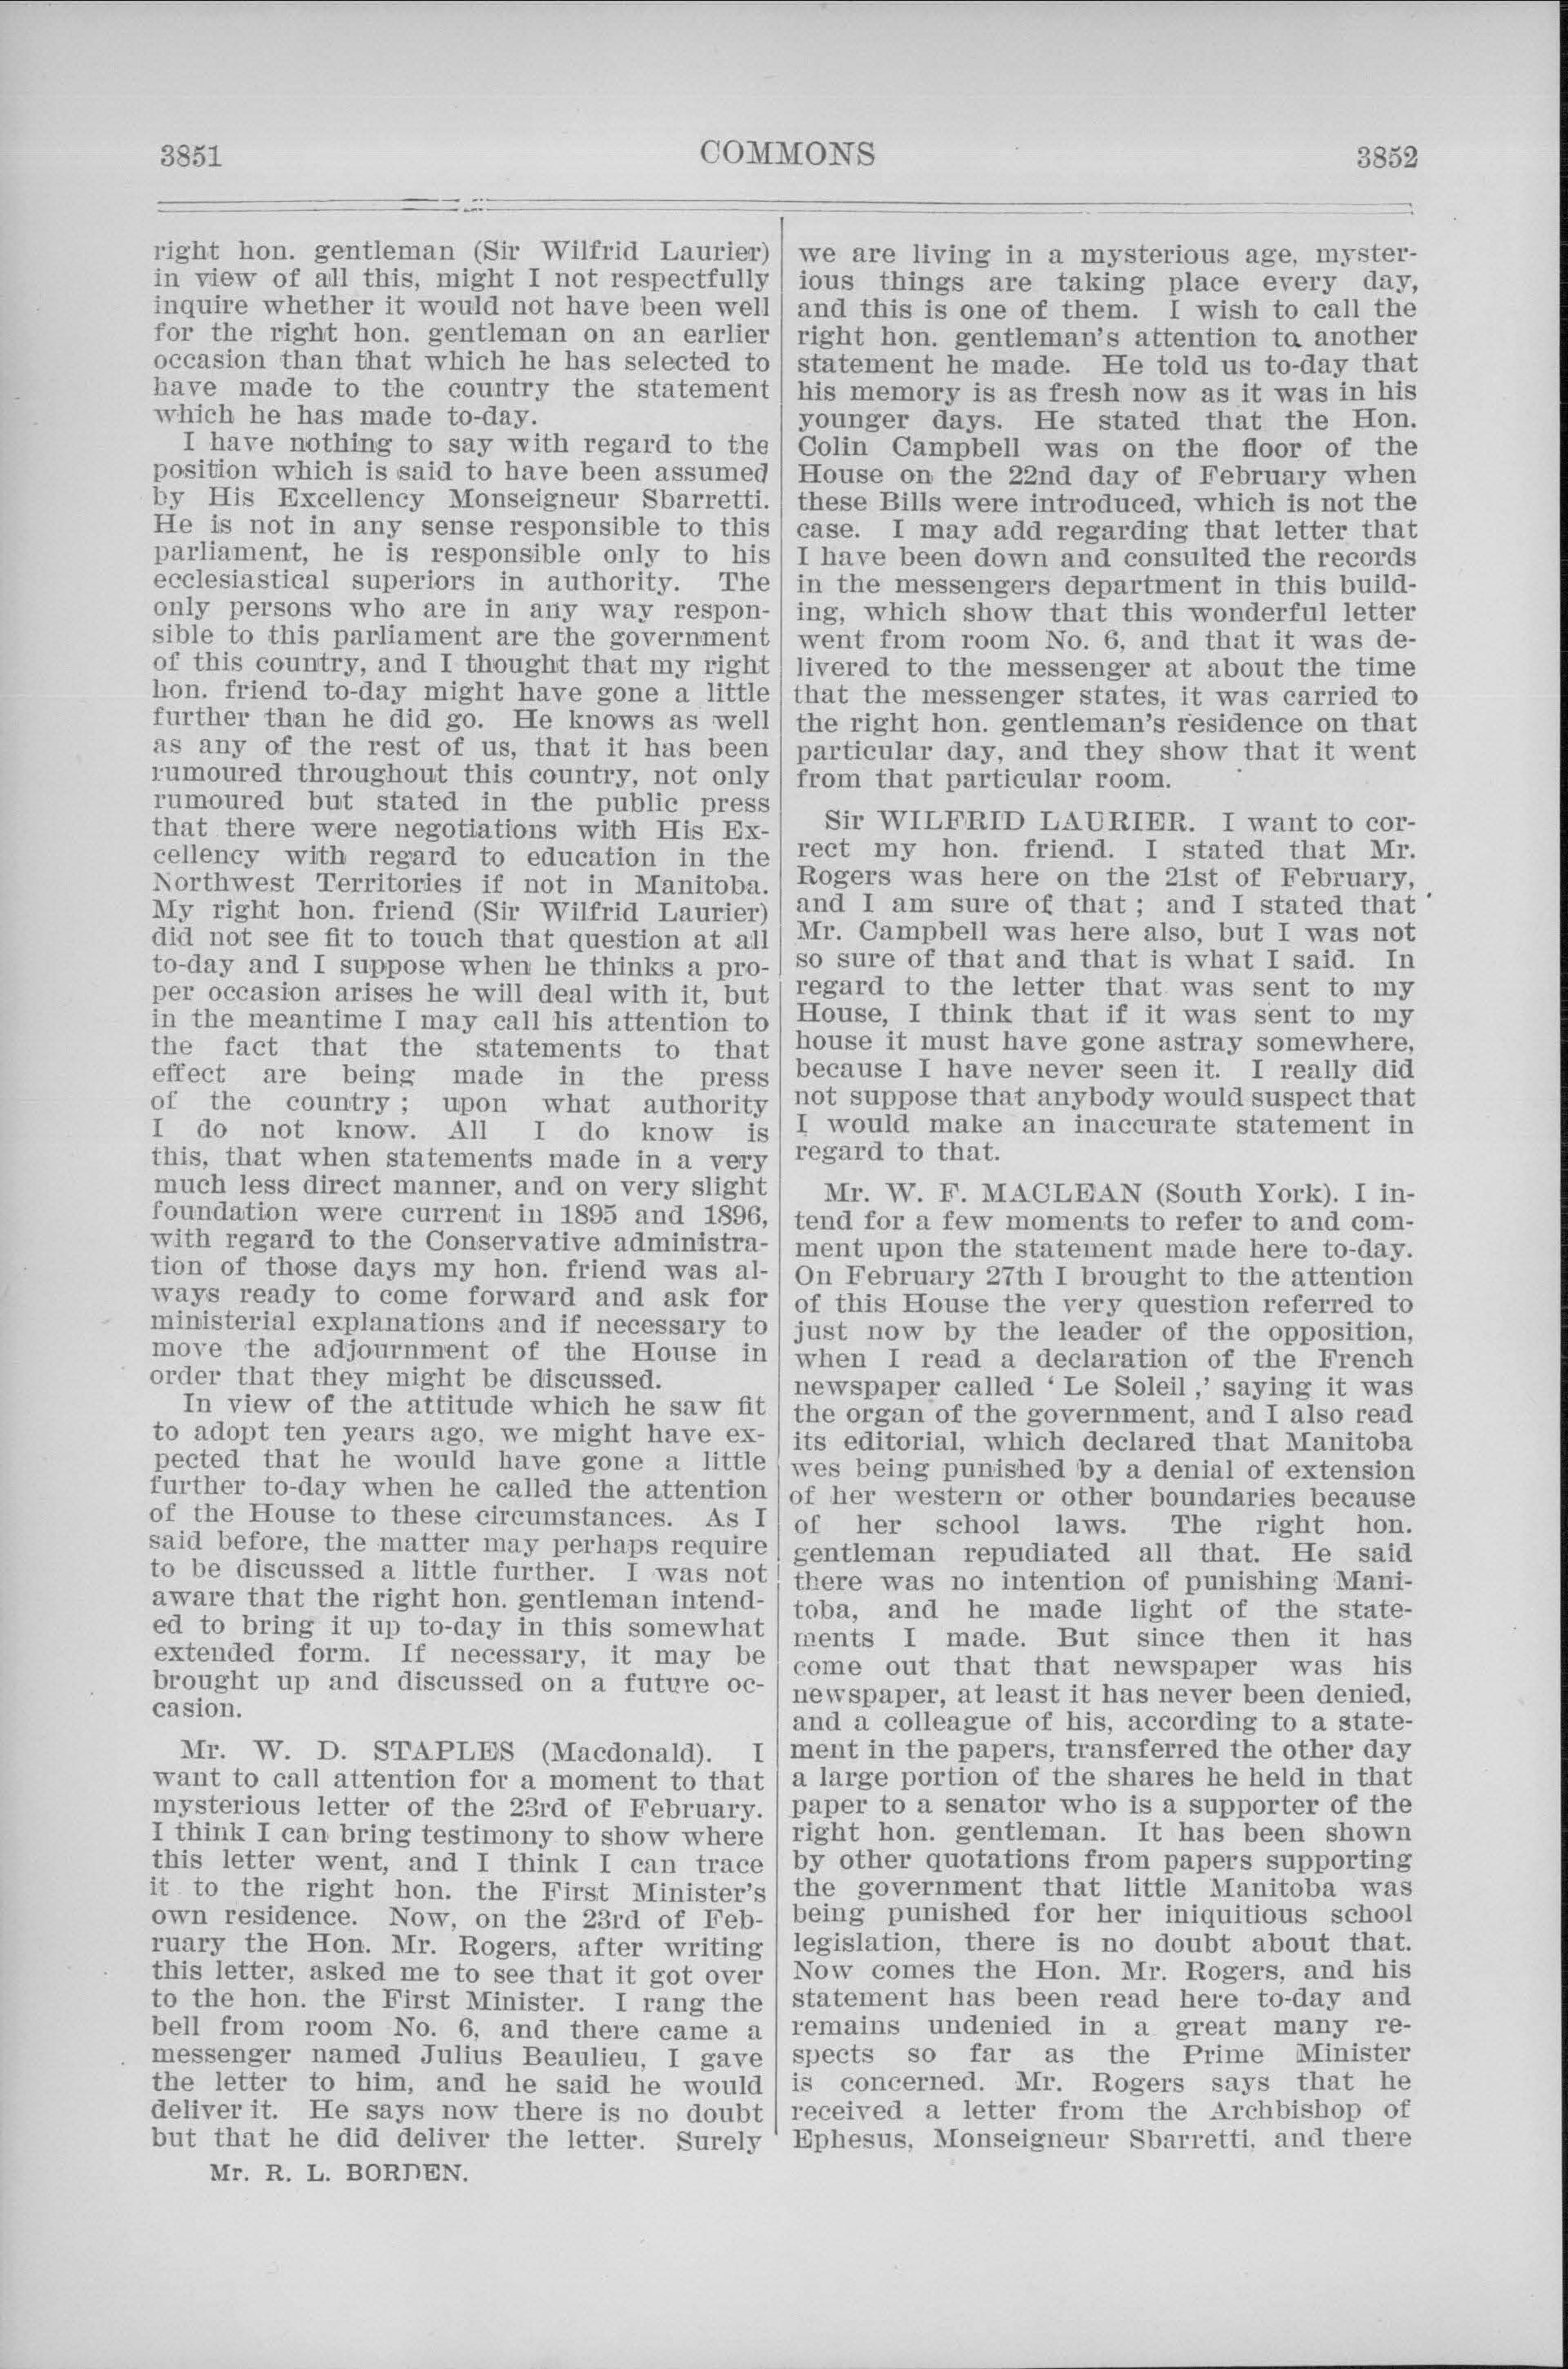 3851 COMMONS 3852
right hon. gentleman (Sir Wilfrid Laurier)
in view of all this, might I not respectfully
inquire whether it would not have been well
for the right hon. gentleman on an earlier
occasion than that which he has selected to
have made to the country the statement
which he has made to-day.
I have nothing to say with regard to the
position which is said to have been assumed
by His Excellency Monseigneur Sbarretti.
He is not in any sense responsible to this
parliament, he is responsible only to his
ecclesiastical superiors in authority. The
only persons who are in any way respon-
sible to this parliament are the government
of this country, and I thought that my right
hon. friend to-day might have gone a little
further than he did go. He knows as well
as any of the rest of us, that it has been
rumoured throughout this country, not only
rumoured but stated in the public press
that there were negotiations with His Ex-
cellency with regard to education in the
Northwest Territories if not in Manitoba.
My right hon. friend (Sir Wilfrid Laurier)
did not see fit to touch that question at all
to-day and I suppose when he thinks a pro-
per occasion arises he will deal with it, but
in the meantime I may call his attention to
the fact that the statements to that
effect are being made in the press
of the country ; upon what authority
I do not know. All I do know is
this, that when statements made in a very
much less direct manner, and on very slight
foundation were current in 1895 and 1896,
with regard to the Conservative administra-
tion of those days my hon. friend was al-
ways ready to come forward and ask for
ministerial explanations and if necessary to
move the adjournment of the House in
order that they might be discussed.
In view of the attitude which he saw fit
to adopt ten years ago, we might have ex-
pected that he would have gone a little
further to-day when he called the attention
of the House to these circumstances. As I
said before, the matter may perhaps require
to be discussed a little further. I was not
aware that the right hon. gentleman intend-
ed to bring it up to-day in this somewhat
extended form. If necessary, it may be
brought up and discussed on a future oc-
casion.
Mr. W. D. STAPLES (Macdonald). I
want to call attention for a moment to that
mysterious letter of the 23rd of February.
I think I can bring testimony to show where
this letter went, and I think I can trace
it to the right hon. the First Minister's
own residence. Now, on the 23rd of Feb-
ruary the Hon. Mr. Rogers, after writing
this letter, asked me to see that it got over
to the hon. the First Minister. I rang the
bell from room No. 6, and there came a
messenger named Julius Beaulieu, I gave
the letter to him, and he said he would
deliver it. He says now there is no doubt
but that he did deliver the letter. Surely
Mr. R. L. BORDEN.
we are living in a mysterious age, myster-
ious things are taking place every day,
and this is one of them. I wish to call the
right hon. gentleman's attention to another
statement he made. He told us to-day that
his memory is as fresh now as it was in his
younger days. He stated that the Hon.
Colin Campbell was on the floor of the
House on the 22nd day of February when
these Bills were introduced, which is not the
case. I may add regarding that letter that
I have been down and consulted the records
in the messengers department in this build-
ing, which show that this wonderful letter
went from room No. 6, and that it was de-
livered to the messenger at about the time
that the messenger states, it was carried to
the right hon. gentleman's residence on that
particular day, and they show that it went
from that particular room.
Sir WILFRID LAURIER. I want to cor-
rect my hon. friend. I stated that Mr.
Rogers was here on the 21st of February,
and I am sure of that ; and I stated that
Mr. Campbell was here also, but I was not
so sure of that and that is what I said. In
regard to the letter that was sent to my
House, I think that if it was sent to my
house it must have gone astray somewhere,
because I have never seen it. I really did
not suppose that anybody would suspect that
I would make an inaccurate statement in
regard to that.
Mr. W. F. MACLEAN (South York). I in-
tend for a few moments to refer to and com-
ment upon the statement made here to-day.
On February 27th I brought to the attention
of this House the very question referred to
just now by the leader of the opposition,
when I read a declaration of the French
newspaper called ' Le Soleil ,' saying it was
the organ of the government, and I also read
its editorial, which declared that Manitoba
wes being punished by a denial of extension
of her western or other boundaries because
of her school laws. The right hon.
gentleman repudiated all that. He said
there was no intention of punishing Mani-
toba, and he made light of the state-
ments I made. But since then it has
come out that that newspaper was his
newspaper, at least it has never been denied,
and a colleague of his, according to a state-
ment in the papers, transferred the other day
a large portion of the shares he held in that
paper to a senator who is a supporter of the
right hon. gentleman. It has been shown
by other quotations from papers supporting
the government that little Manitoba was
being punished for her iniquitious school
legislation, there is no doubt about that.
Now comes the Hon. Mr. Rogers, and his
statement has been read here to-day and
remains undenied in a great many re-
spects so far as the Prime Minister
is concerned. Mr. Rogers says that he
received a letter from the Archbishop of
Ephesus, Monseigneur Sbarretti, and there